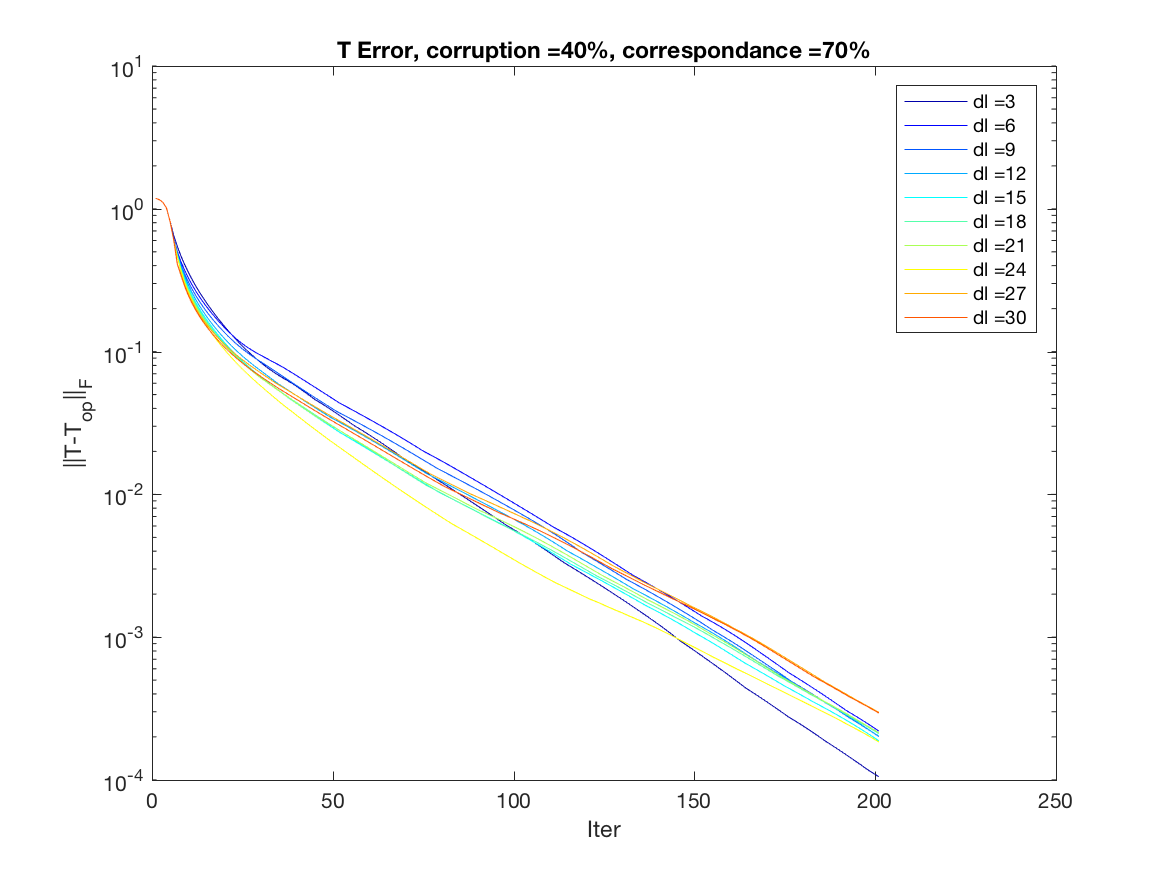 T Error, corruption =40%, correspondance =70%
10^1
10^0
10^-1
10^-2
10^-3
10^-4
||T-T_op||_F
0 50 100 150 200 250
Iter
dl =3
dl =6
dl =9
dl =12
dl =15
dl =18
dl =21
dl =24
dl =27
dl =30